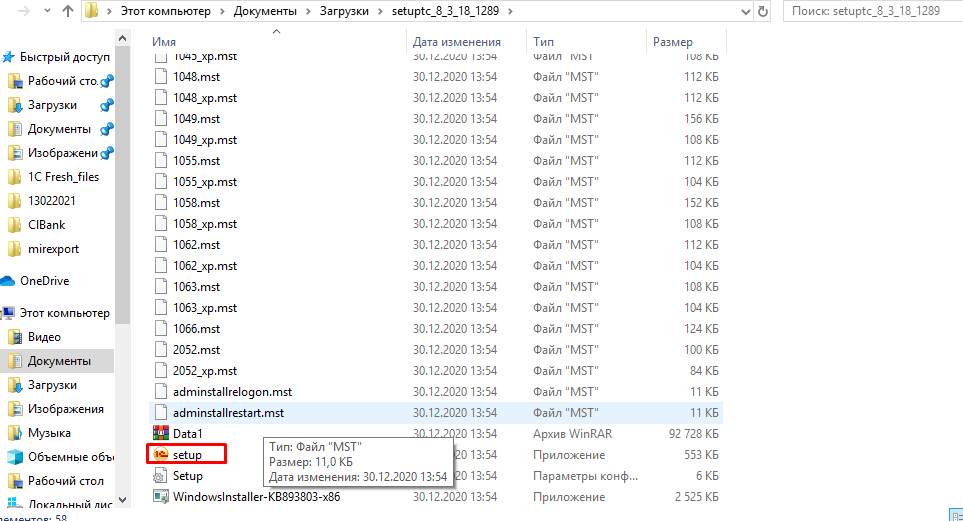 Этот компьютер > Документы > Загрузки > setuptc_8_3_18_1289 >
Поиск: setuptc_8_3_18_1289
Имя Дата изменения Тип Размер
1045_xp.mst 30.12.2020 13:54 Файл "MST" 108 КБ
1048.mst 30.12.2020 13:54 Файл "MST" 112 КБ
1048_xp.mst 30.12.2020 13:54 Файл "MST" 112 КБ
1049.mst 30.12.2020 13:54 Файл "MST" 156 КБ
1049_xp.mst 30.12.2020 13:54 Файл "MST" 108 КБ
1055.mst 30.12.2020 13:54 Файл "MST" 112 КБ
1055_xp.mst 30.12.2020 13:54 Файл "MST" 104 КБ
1058.mst 30.12.2020 13:54 Файл "MST" 152 КБ
1058_xp.mst 30.12.2020 13:54 Файл "MST" 108 КБ
1062.mst 30.12.2020 13:54 Файл "MST" 112 КБ
1062_xp.mst 30.12.2020 13:54 Файл "MST" 104 КБ
1063.mst 30.12.2020 13:54 Файл "MST" 108 КБ
1063_xp.mst 30.12.2020 13:54 Файл "MST" 104 КБ
1066.mst 30.12.2020 13:54 Файл "MST" 124 КБ
2052.mst 30.12.2020 13:54 Файл "MST" 100 КБ
2052_xp.mst 30.12.2020 13:54 Файл "MST" 84 КБ
adminstallrelogon.mst 30.12.2020 13:54 Файл "MST" 11 КБ
adminstallrestart.mst 30.12.2020 13:54 Файл "MST" 11 КБ
Data1 30.12.2020 13:54 Архив WinRAR 92 728 КБ
setup Приложение 553 КБ
Setup Параметры конф... 6 КБ
WindowsInstaller-KB893803-x86 30.12.2020 13:54 Приложение 2 525 КБ
Тип: Файл "MST"
Размер: 11,0 КБ
Дата изменения: 30.12.2020 13:54
Быстрый доступ
Рабочий стол
Загрузки
Документы
Изображени
1C Fresh_files
13022021
CIBank
mirexport
OneDrive
Этот компьютер
Видео
Документы
Загрузки
Изображения
Музыка
Объемные объе
Рабочий стол
Локальный дис
элементов: 58